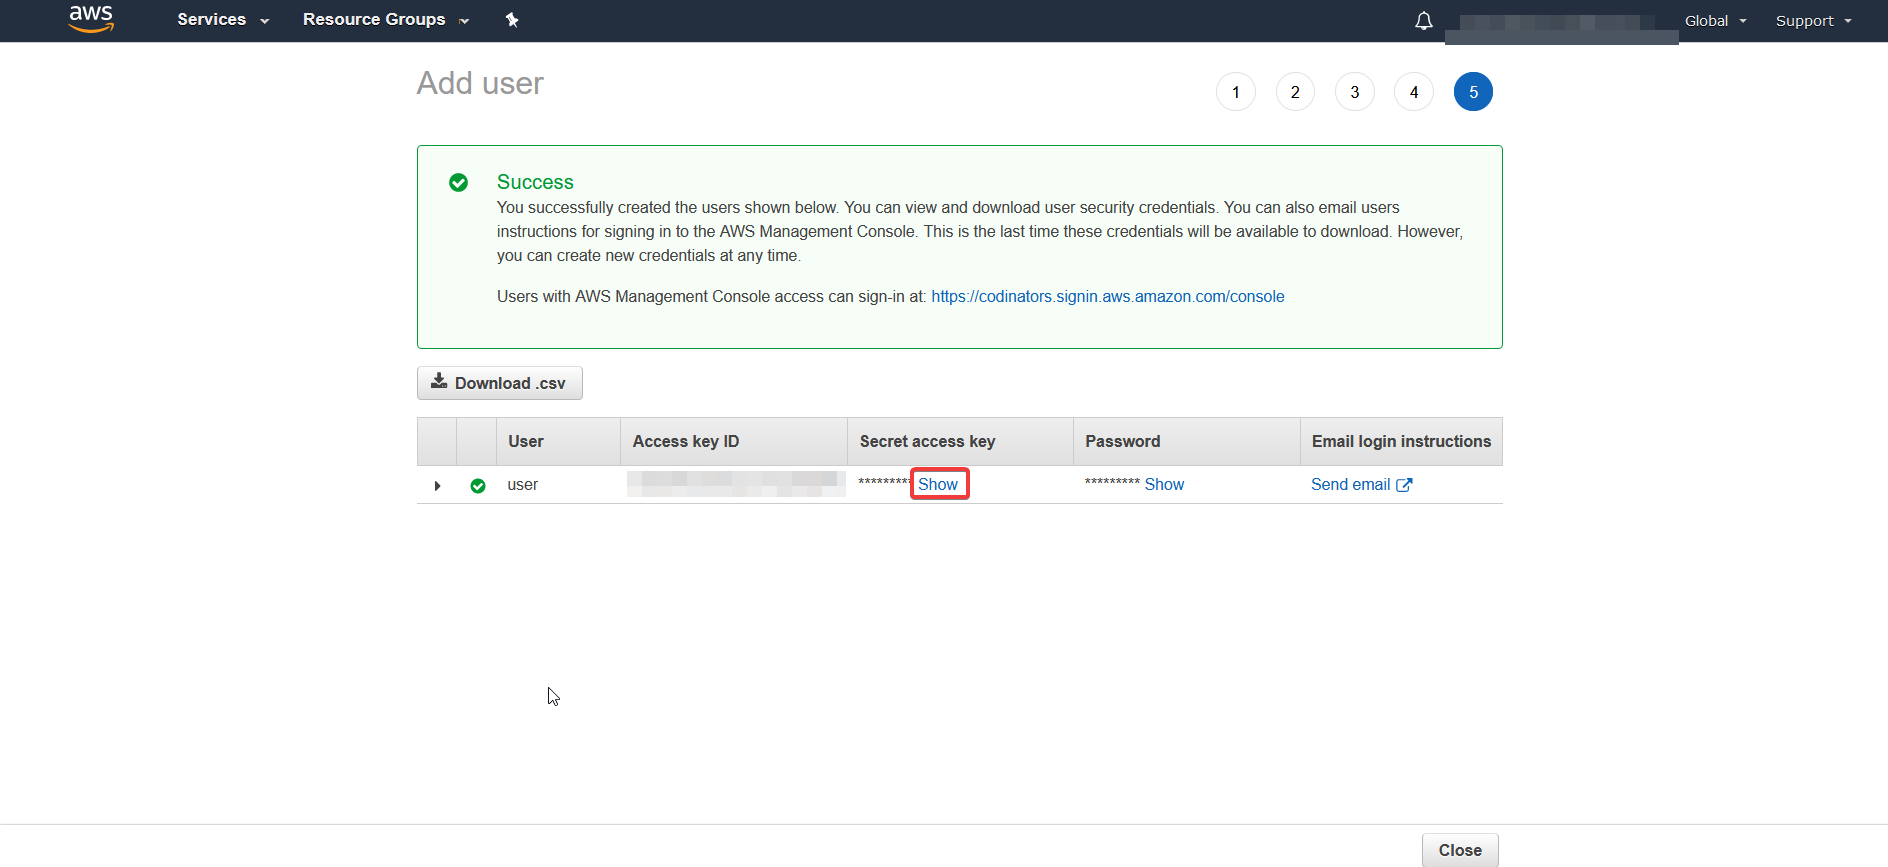 aws Services Resource Groups Global Support
Add user
1 2 3 4 5
Success
You successfully created the users shown below. You can view and download user security credentials. You can also email users
instructions for signing in to the AWS Management Console. This is the last time these credentials will be available to download. However,
you can create new credentials at any time.
Users with AWS Management Console access can sign-in at: https://codinators.signin.aws.amazon.com/console
Download .csv
User Access key ID Secret access key Password Email login instructions
user ********* Show ********* Show Send email
Close